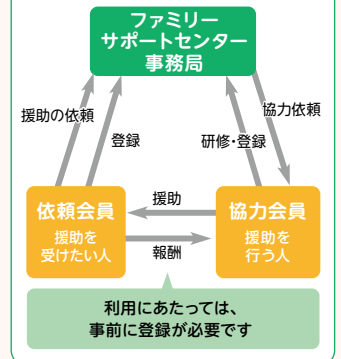 ファミリー
サポートセンター
事務局
援助の依頼
協力依頼
登録
研修・登録
依頼会員
援助を
受けたい人
援助
報酬
協力会員
援助を
行う人
利用にあたっては、
事前に登録が必要です